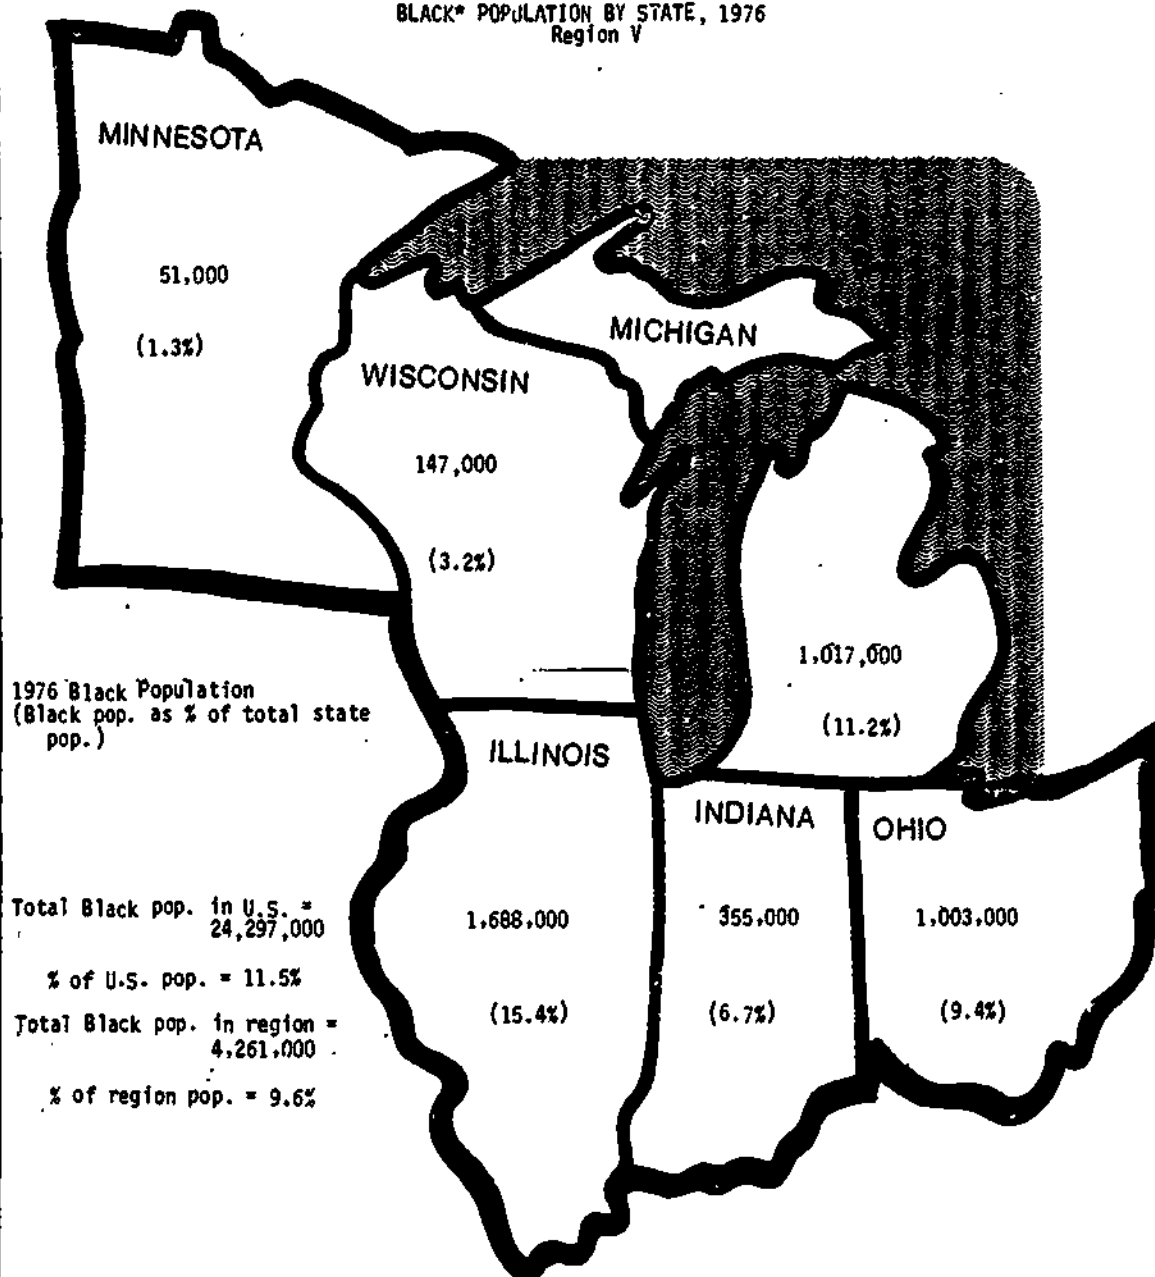 BLACK* POPULATION BY STATE, 1976
Region V
MINNESOTA
51,000
(1.3%)
MICHIGAN
WISCONSIN
147,000
(3.2%)
1,017,000
(11.2%)
1976 Black Population
(Black pop. as % of total state
pop.)
ILLINOIS
INDIANA
OHIO
Total Black pop. in U.S. =
24,297,000
1,688,000
355,000
1,003,000
% of U.S. pop. = 11.5%
(15.4%)
(6.7%)
(9.4%)
Total Black pop. in region =
4,261,000
% of region pop. = 9.6%